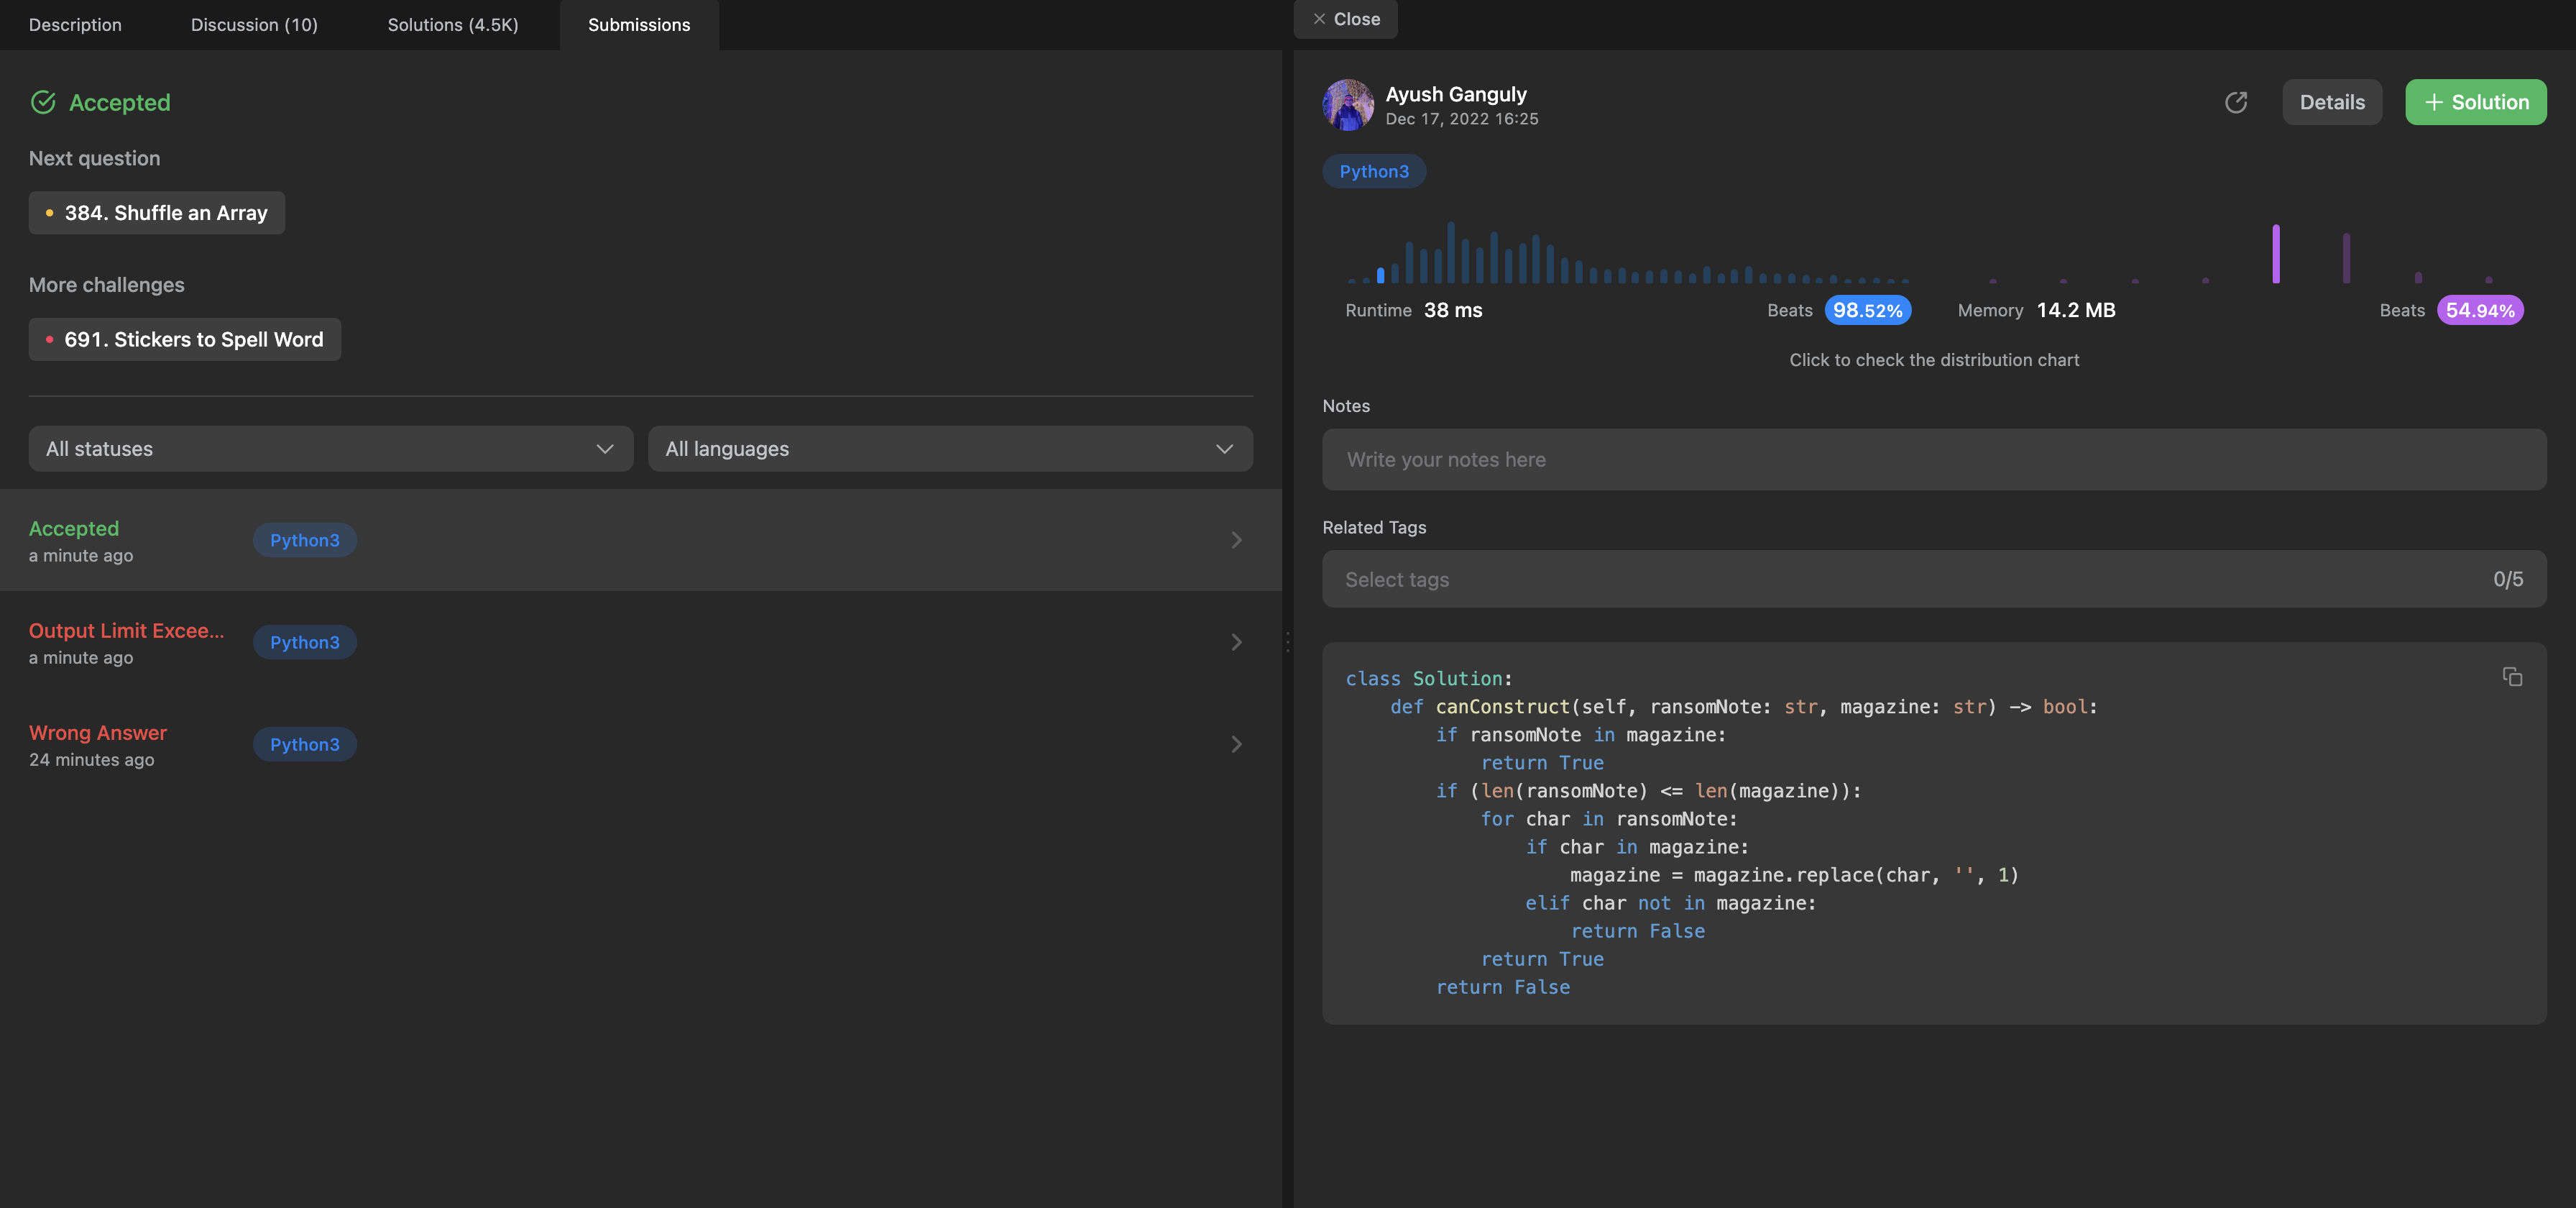 Description
Discussion (10)
Solutions (4.5K)
Submissions
Accepted
Next question
384. Shuffle an Array
More challenges
691. Stickers to Spell Word
All statuses
All languages
Accepted
a minute ago
Python3
Output Limit Excee...
a minute ago
Python3
Wrong Answer
24 minutes ago
Python3
Close
Ayush Ganguly
Dec 17, 2022 16:25
Details
+ Solution
Python3
Runtime 38 ms
Beats 98.52%
Memory 14.2 MB
Beats 54.94%
Click to check the distribution chart
Notes
Write your notes here
Related Tags
Select tags
0/5
class Solution:
    def canConstruct(self, ransomNote: str, magazine: str) -> bool:
        if ransomNote in magazine:
            return True
        if (len(ransomNote) <= len(magazine)):
            for char in ransomNote:
                if char in magazine:
                    magazine = magazine.replace(char, '', 1)
                elif char not in magazine:
                    return False
            return True
        return False